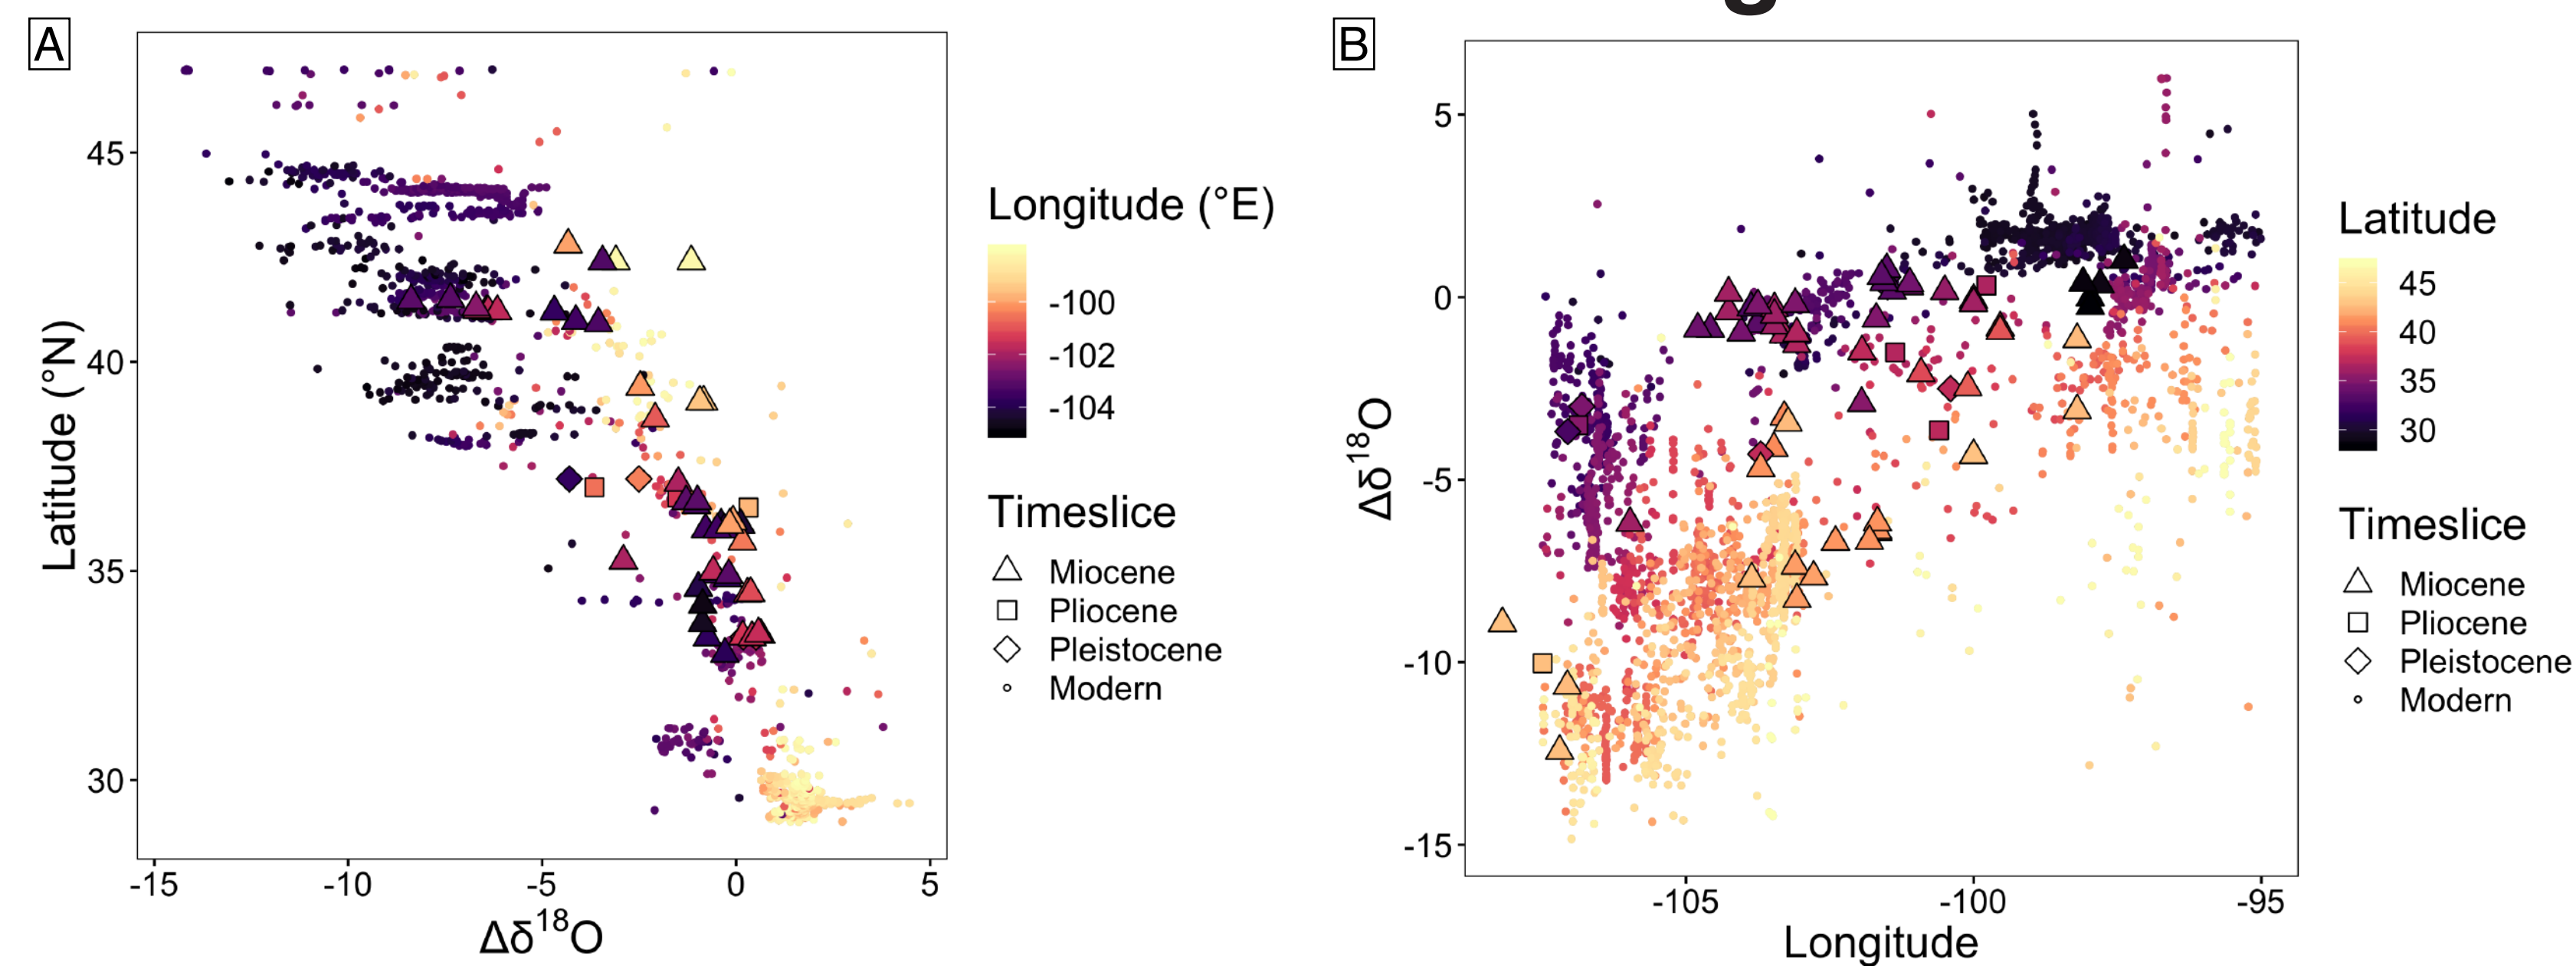 g
A
B
45
40
35
30
Latitude (°N)
-15 -10 -5 0 5
Δδ18O
Longitude (°E)
-100
-102
-104
Timeslice
Miocene
Pliocene
Pleistocene
Modern
5
0
-5
-10
-15
Δδ18O
-105 -100 -95
Longitude
Latitude
45
40
35
30
Timeslice
Miocene
Pliocene
Pleistocene
Modern